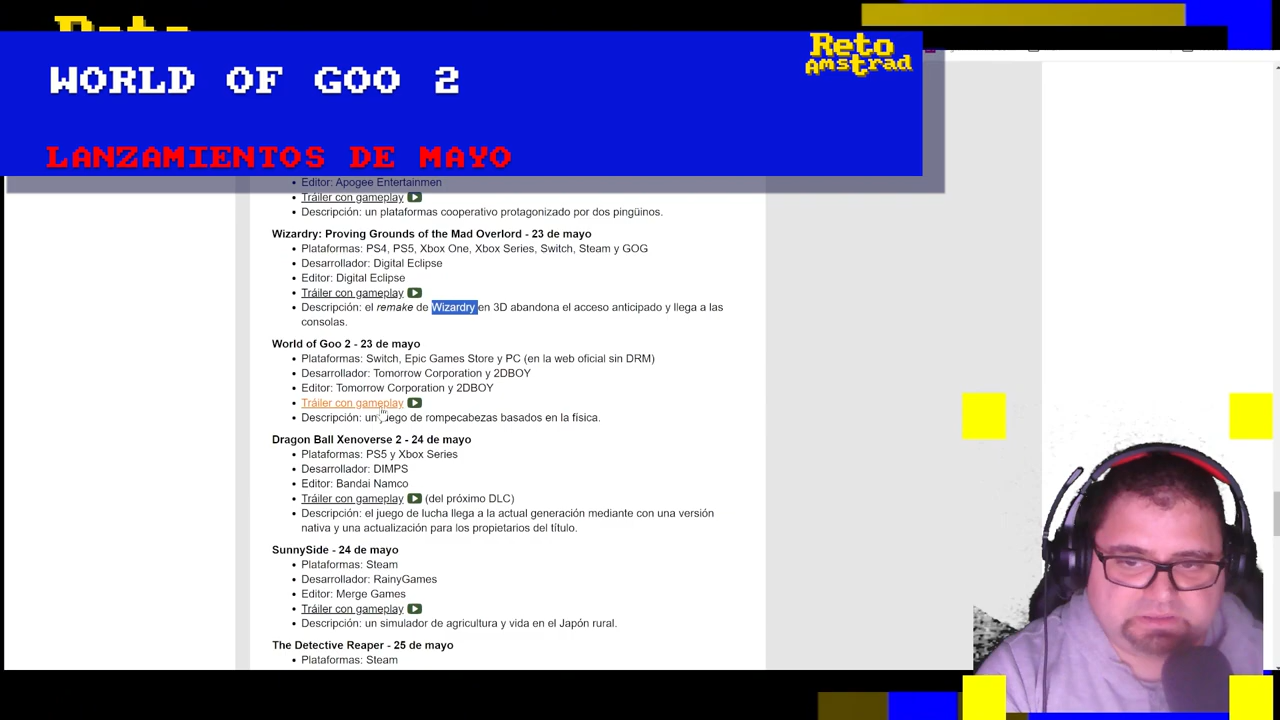 Reto
WORLD OF GOO 2
Reto
Amstrad
LANZAMIENTOS DE MAYO
Editor: Apogee Entertainmen
Tráiler con gameplay
Descripción: un plataformas cooperativo protagonizado por dos pingüinos.
Wizardry: Proving Grounds of the Mad Overlord - 23 de mayo
Plataformas: PS4, PS5, Xbox One, Xbox Series, Switch, Steam y GOG
Desarrollador: Digital Eclipse
Editor: Digital Eclipse
Tráiler con gameplay
Descripción: el remake de Wizardry en 3D abandona el acceso anticipado y llega a las
consolas.
World of Goo 2 - 23 de mayo
Plataformas: Switch, Epic Games Store y PC (en la web oficial sin DRM)
Desarrollador: Tomorrow Corporation y 2DBOY
Editor: Tomorrow Corporation y 2DBOY
Tráiler con gameplay
Descripción: un juego de rompecabezas basados en la física.
Dragon Ball Xenoverse 2 - 24 de mayo
Plataformas: PS5 y Xbox Series
Desarrollador: DIMPS
Editor: Bandai Namco
Tráiler con gameplay (del próximo DLC)
Descripción: el juego de lucha llega a la actual generación mediante con una versión
nativa y una actualización para los propietarios del título.
SunnySide - 24 de mayo
Plataformas: Steam
Desarrollador: RainyGames
Editor: Merge Games
Tráiler con gameplay
Descripción: un simulador de agricultura y vida en el Japón rural.
The Detective Reaper - 25 de mayo
Plataformas: Steam